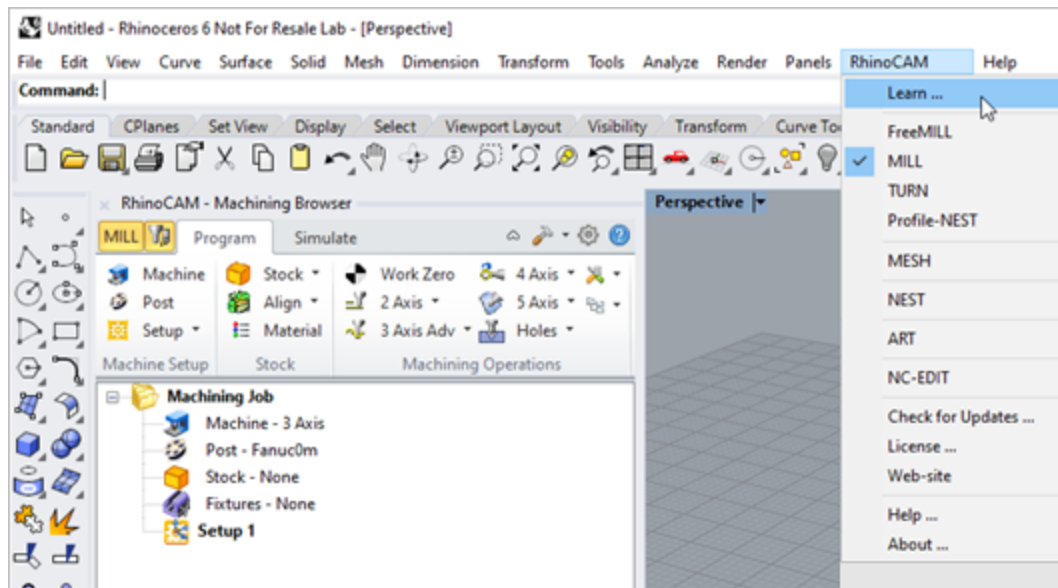 Untitled - Rhinoceros 6 Not For Resale Lab - [Perspective]
File Edit View Curve Surface Solid Mesh Dimension Transform Tools Analyze Render Panels RhinoCAM Help
Command:
Standard CPlanes Set View Display Select Viewport Layout Visibility Transform Curve
RhinoCAM - Machining Browser
MILL Program Simulate
Machine Stock Work Zero 4 Axis
Post Align 2 Axis 5 Axis
Setup Material 3 Axis Adv Holes
Machine Setup Stock Machining Operations
Machining Job
Machine - 3 Axis
Post - Fanuc0m
Stock - None
Fixtures - None
Setup 1
Perspective
Learn ...
FreeMILL
MILL
TURN
Profile-NEST
MESH
NEST
ART
NC-EDIT
Check for Updates ...
License ...
Web-site
Help ...
About ...